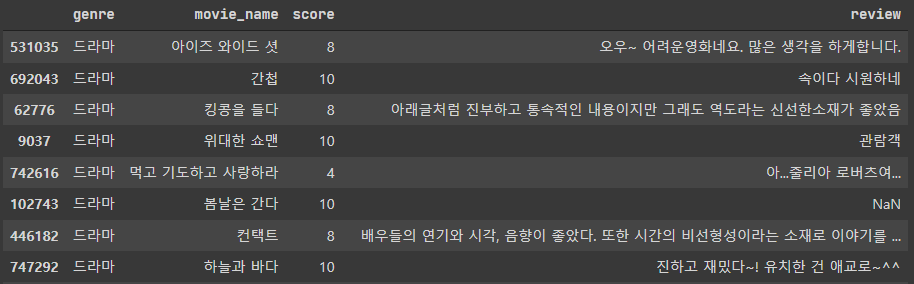 genre movie_name score review
531035 드라마 아이즈 와이드 셧 8 오우~ 어려운영화네요. 많은 생각을 하게합니다.
692043 드라마 간첩 10 속이다 시원하네
62776 드라마 킹콩을 들다 8 아래글처럼 진부하고 통속적인 내용이지만 그래도 역도라는 신선한소재가 좋았음
9037 드라마 위대한 쇼맨 10 관람객
742616 드라마 먹고 기도하고 사랑하라 4 아...줄리아 로버츠여...
102743 드라마 봄날은 간다 10 NaN
446182 드라마 컨택트 8 배우들의 연기와 시각, 음향이 좋았다. 또한 시간의 비선형성이라는 소재로 이야기를 ...
747292 드라마 하늘과 바다 10 진하고 재밌다~! 유치한 건 애교로~^^